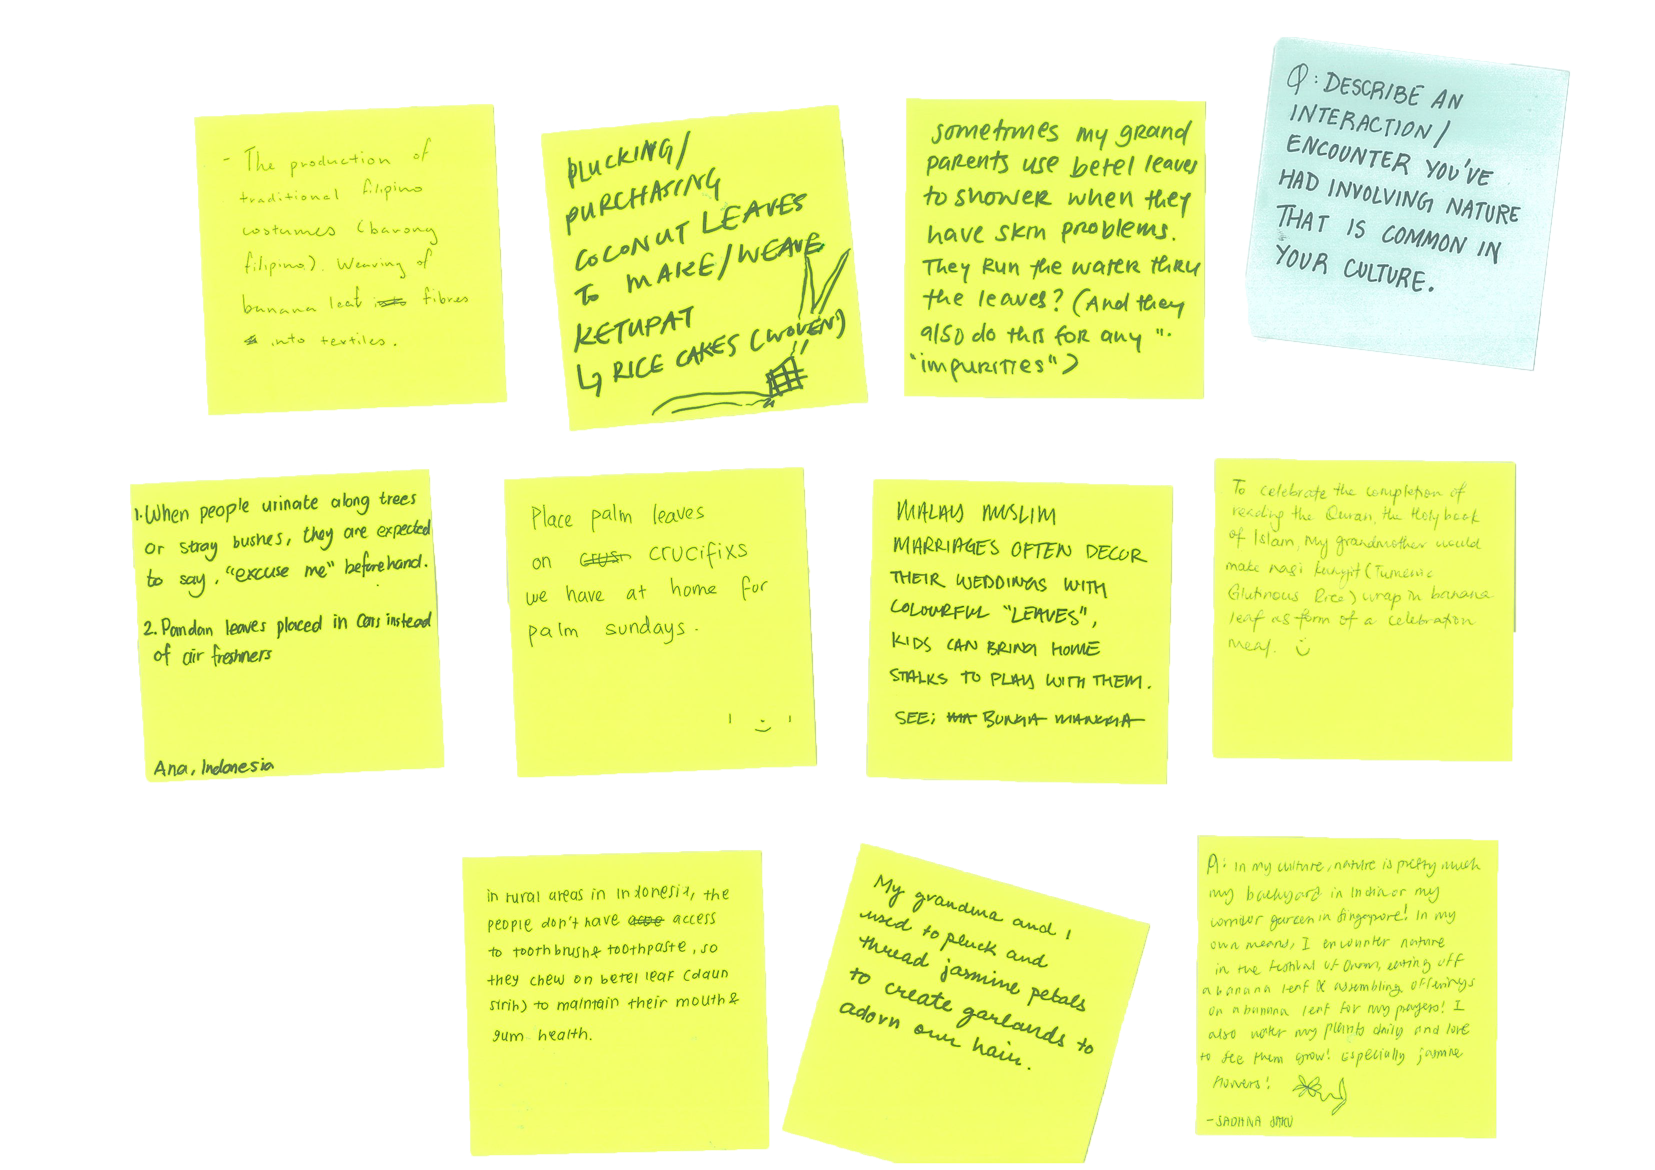 - The production of
traditional filipino
costumes (barong
filipino). Weaving of
banana leaf fibres
into textiles.
PLUCKING/
PURCHASING
COCONUT LEAVES
TO MAKE/WEAVE
KETUPAT
↳ RICE CAKES (WOVEN)
sometimes my grand
parents use betel leaves
to shower when they
have skin problems.
They run the water thru
the leaves? (And they
also do this for any "
"impurities")
Q: DESCRIBE AN
INTERACTION/
ENCOUNTER YOU'VE
HAD INVOLVING NATURE
THAT IS COMMON IN
YOUR CULTURE.
1. When people urinate along trees
or stray bushes, they are expected
to say, "excuse me" beforehand.
2. Pandan leaves placed in cars instead
of air freshners
Ana, Indonesia
Place palm leaves
on crucifixs
we have at home for
palm sundays.
MALAY MUSLIM
MARRIAGES OFTEN DECOR
THEIR WEDDINGS WITH
COLOURFUL "LEAVES",
KIDS CAN BRING HOME
STALKS TO PLAY WITH THEM.
SEE: BUNGA MANGGA
To celebrate the completion of
reading the Quran, the Holy book
of Islam, my grandmother would
make nasi kunyit (Tumeric
Glutinous Rice) wrap in banana
leaf as form of a celebration
meal.
in rural areas in Indonesia, the
people don't have access
to toothbrush & toothpaste, so
they chew on betel leaf (daun
sirih) to maintain their mouth &
gum health.
My grandma and i
used to pluck and
thread jasmine petals
to create garlands to
adorn our hair.
A: In my culture, nature is pretty much
my backyard in India or my
corridor garden in Singapore! In my
own means, I encounter nature
in the festival of Onam, eating off
a banana leaf & assembling offerings
on a banana leaf for my prayers! I
also water my plants daily and love
to see them grow! Especially jasmine
flowers!
- SADHNA